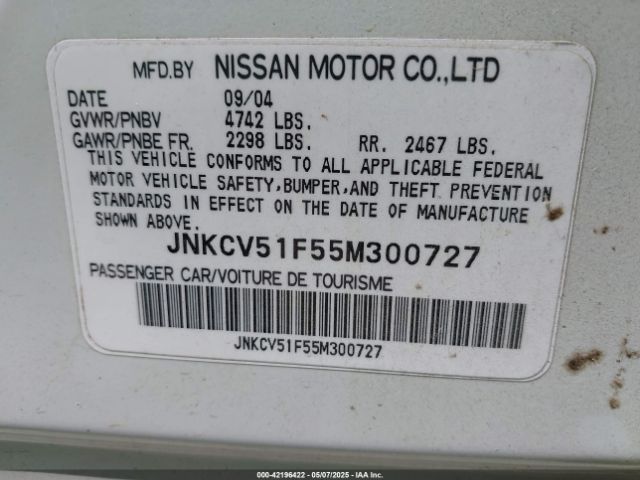 MFD.BY NISSAN MOTOR CO.,LTD
DATE 09/04
GVWR/PNBV 4742 LBS.
GAWR/PNBE FR. 2298 LBS. RR. 2467 LBS.
THIS VEHICLE CONFORMS TO ALL APPLICABLE FEDERAL
MOTOR VEHICLE SAFETY,BUMPER,AND THEFT PREVENTION
STANDARDS IN EFFECT ON THE DATE OF MANUFACTURE
SHOWN ABOVE.
JNKCV51F55M300727
PASSENGER CAR/VOITURE DE TOURISME
JNKCV51F55M300727
000-42196422 - 05/07/2025 - IAA Inc.